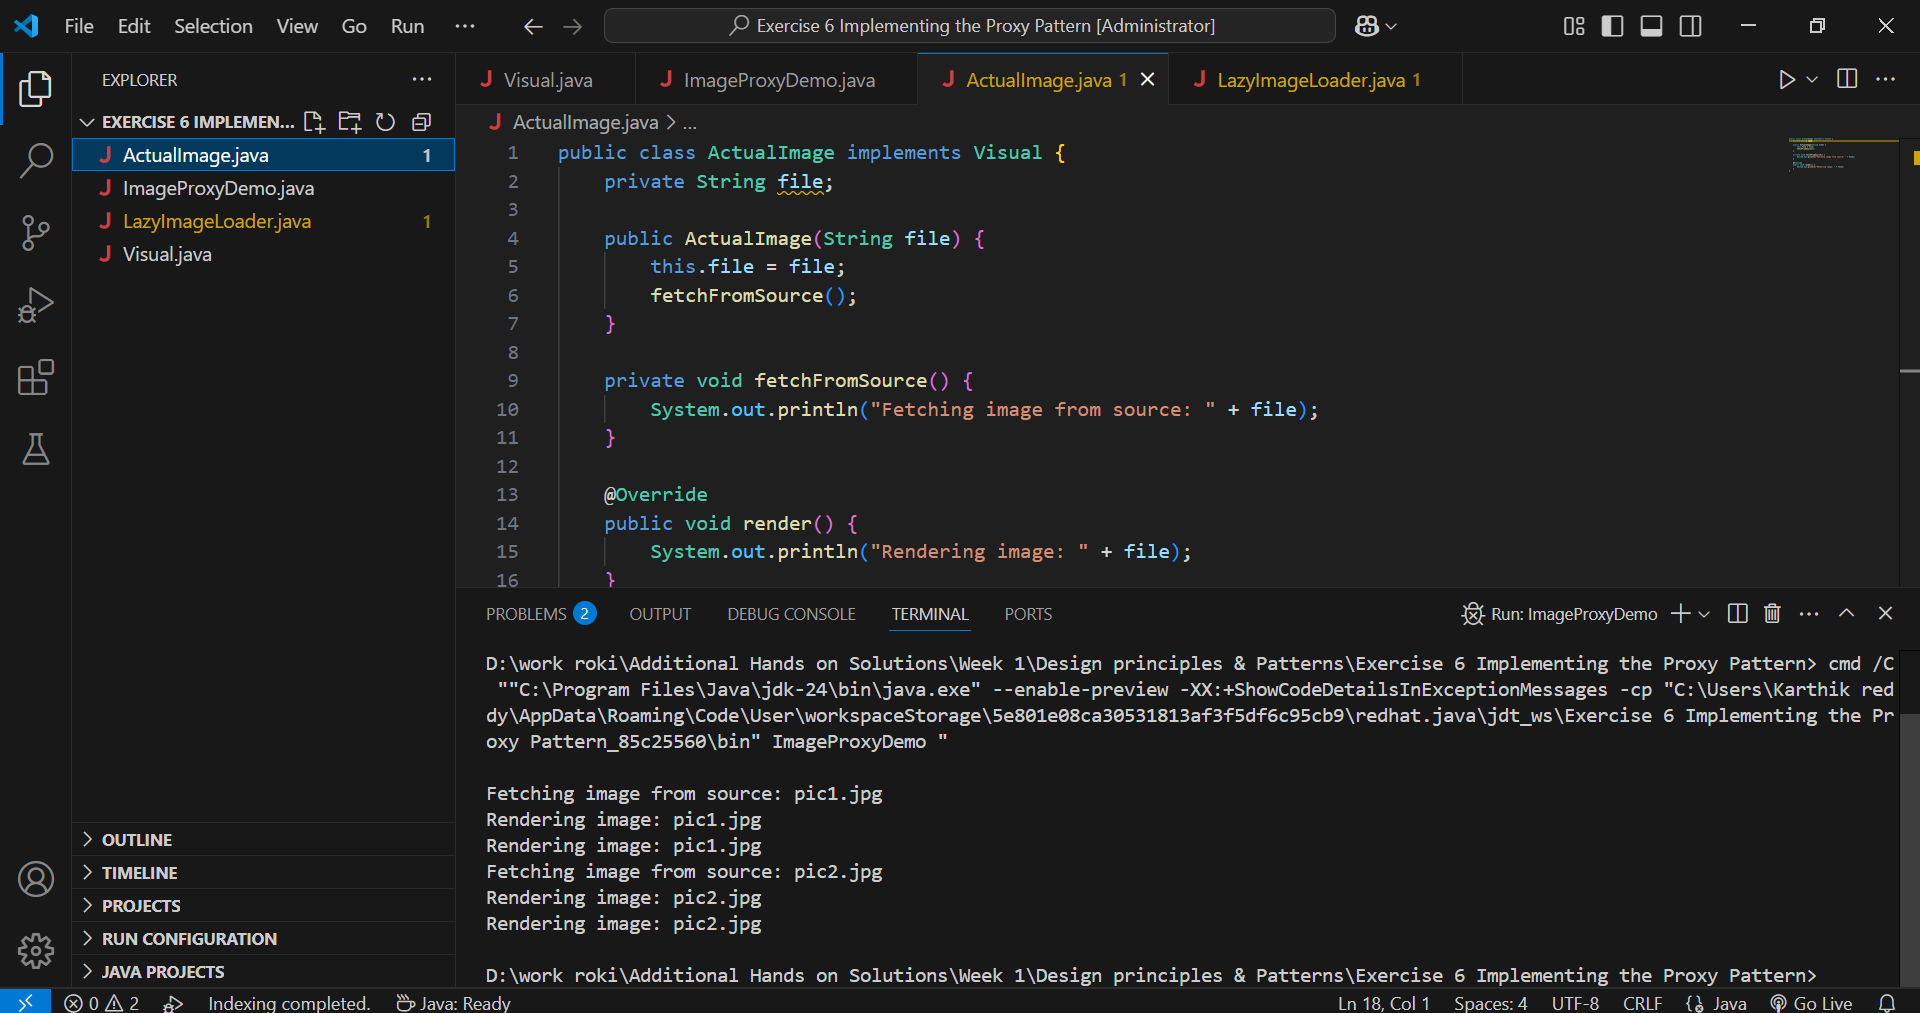 File Edit Selection View Go Run ··· Exercise 6 Implementing the Proxy Pattern [Administrator]
EXPLORER ···
EXERCISE 6 IMPLEMEN...
ActualImage.java 1
ImageProxyDemo.java
LazyImageLoader.java 1
Visual.java
OUTLINE
TIMELINE
PROJECTS
RUN CONFIGURATION
JAVA PROJECTS
Visual.java ImageProxyDemo.java ActualImage.java 1 LazyImageLoader.java 1
ActualImage.java > ...
1 public class ActualImage implements Visual {
2 private String file;
3
4 public ActualImage(String file) {
5 this.file = file;
6 fetchFromSource();
7 }
8
9 private void fetchFromSource() {
10 System.out.println("Fetching image from source: " + file);
11 }
12
13 @Override
14 public void render() {
15 System.out.println("Rendering image: " + file);
16 }
PROBLEMS 2 OUTPUT DEBUG CONSOLE TERMINAL PORTS Run: ImageProxyDemo
D:\work roki\Additional Hands on Solutions\Week 1\Design principles & Patterns\Exercise 6 Implementing the Proxy Pattern> cmd /C
""C:\Program Files\Java\jdk-24\bin\java.exe" --enable-preview -XX:+ShowCodeDetailsInExceptionMessages -cp "C:\Users\Karthik red
dy\AppData\Roaming\Code\User\workspaceStorage\5e801e08ca30531813af3f5df6c95cb9\redhat.java\jdt_ws\Exercise 6 Implementing the Pr
oxy Pattern_85c25560\bin" ImageProxyDemo "
Fetching image from source: pic1.jpg
Rendering image: pic1.jpg
Rendering image: pic1.jpg
Fetching image from source: pic2.jpg
Rendering image: pic2.jpg
Rendering image: pic2.jpg
D:\work roki\Additional Hands on Solutions\Week 1\Design principles & Patterns\Exercise 6 Implementing the Proxy Pattern>
0 2 Indexing completed. Java: Ready Ln 18, Col 1 Spaces: 4 UTF-8 CRLF Java Go Live